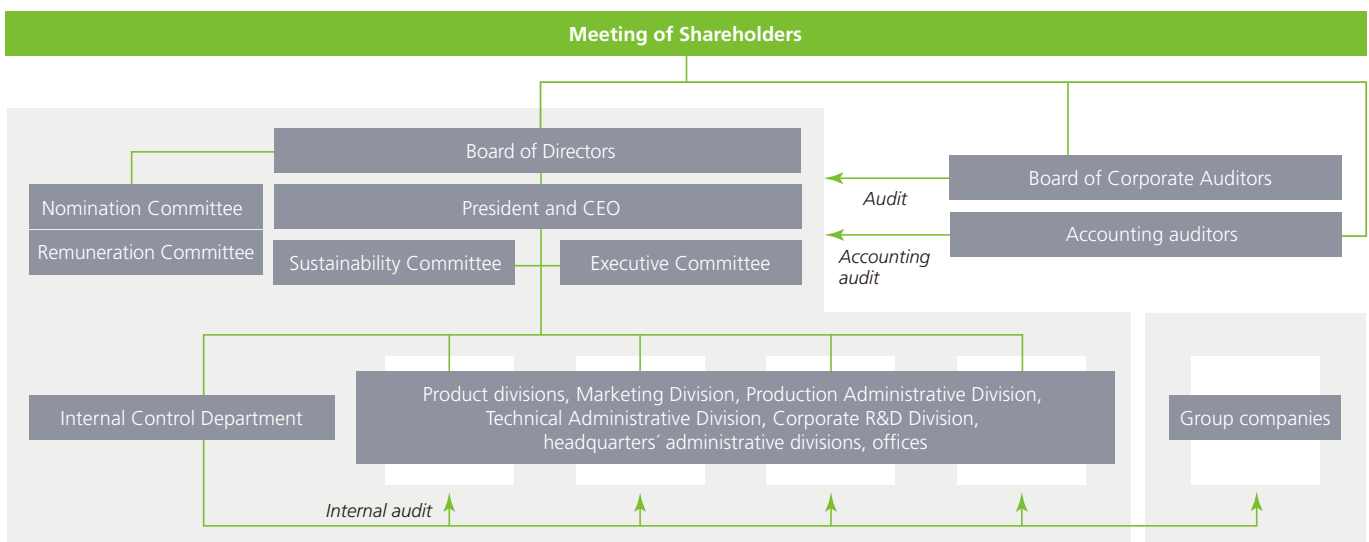 Meeting of Shareholders
Board of Directors
Board of Corporate Auditors
Audit
Nomination Committee
President and CEO
Accounting auditors
Remuneration Committee
Sustainability Committee
Executive Committee
Accounting
audit
Product divisions, Marketing Division, Production Administrative Division,
Technical Administrative Division, Corporate R&D Division,
headquarters´ administrative divisions, offices
Internal Control Department
Group companies
Internal audit